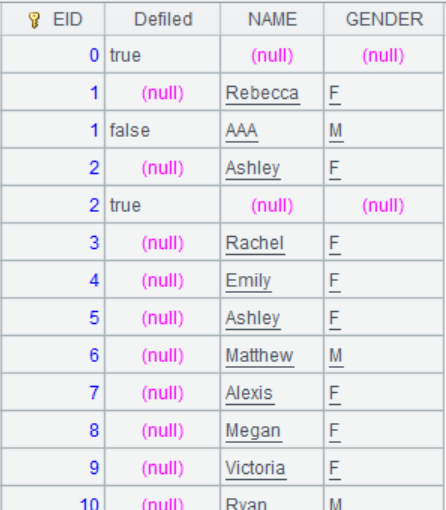 EID Defiled NAME GENDER
0 true (null) (null)
1 (null) Rebecca F
1 false AAA M
2 (null) Ashley F
2 true (null) (null)
3 (null) Rachel F
4 (null) Emily F
5 (null) Ashley F
6 (null) Matthew M
7 (null) Alexis F
8 (null) Megan F
9 (null) Victoria F
10 (null) Ryan M